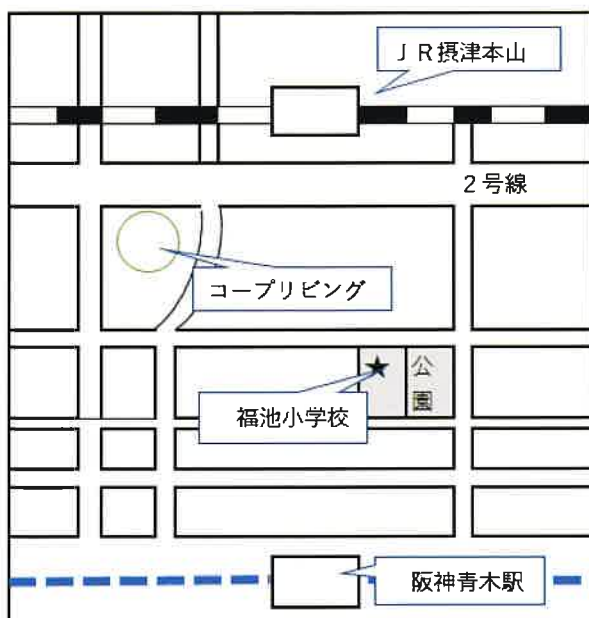 ＪＲ摂津本山
２号線
コープリビング
公
園
福池小学校
阪神青木駅